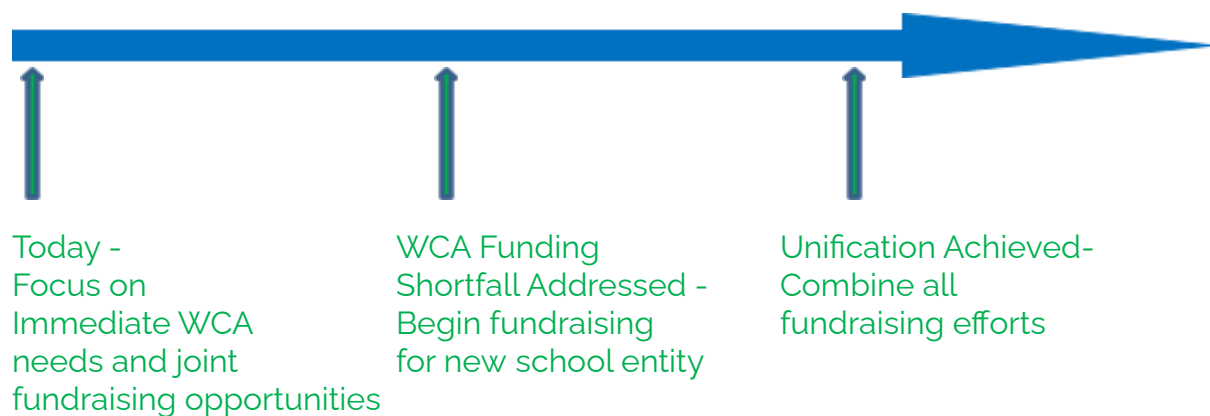 Today -
Focus on
Immediate WCA
needs and joint
fundraising opportunities
WCA Funding
Shortfall Addressed -
Begin fundraising
for new school entity
Unification Achieved-
Combine all
fundraising efforts